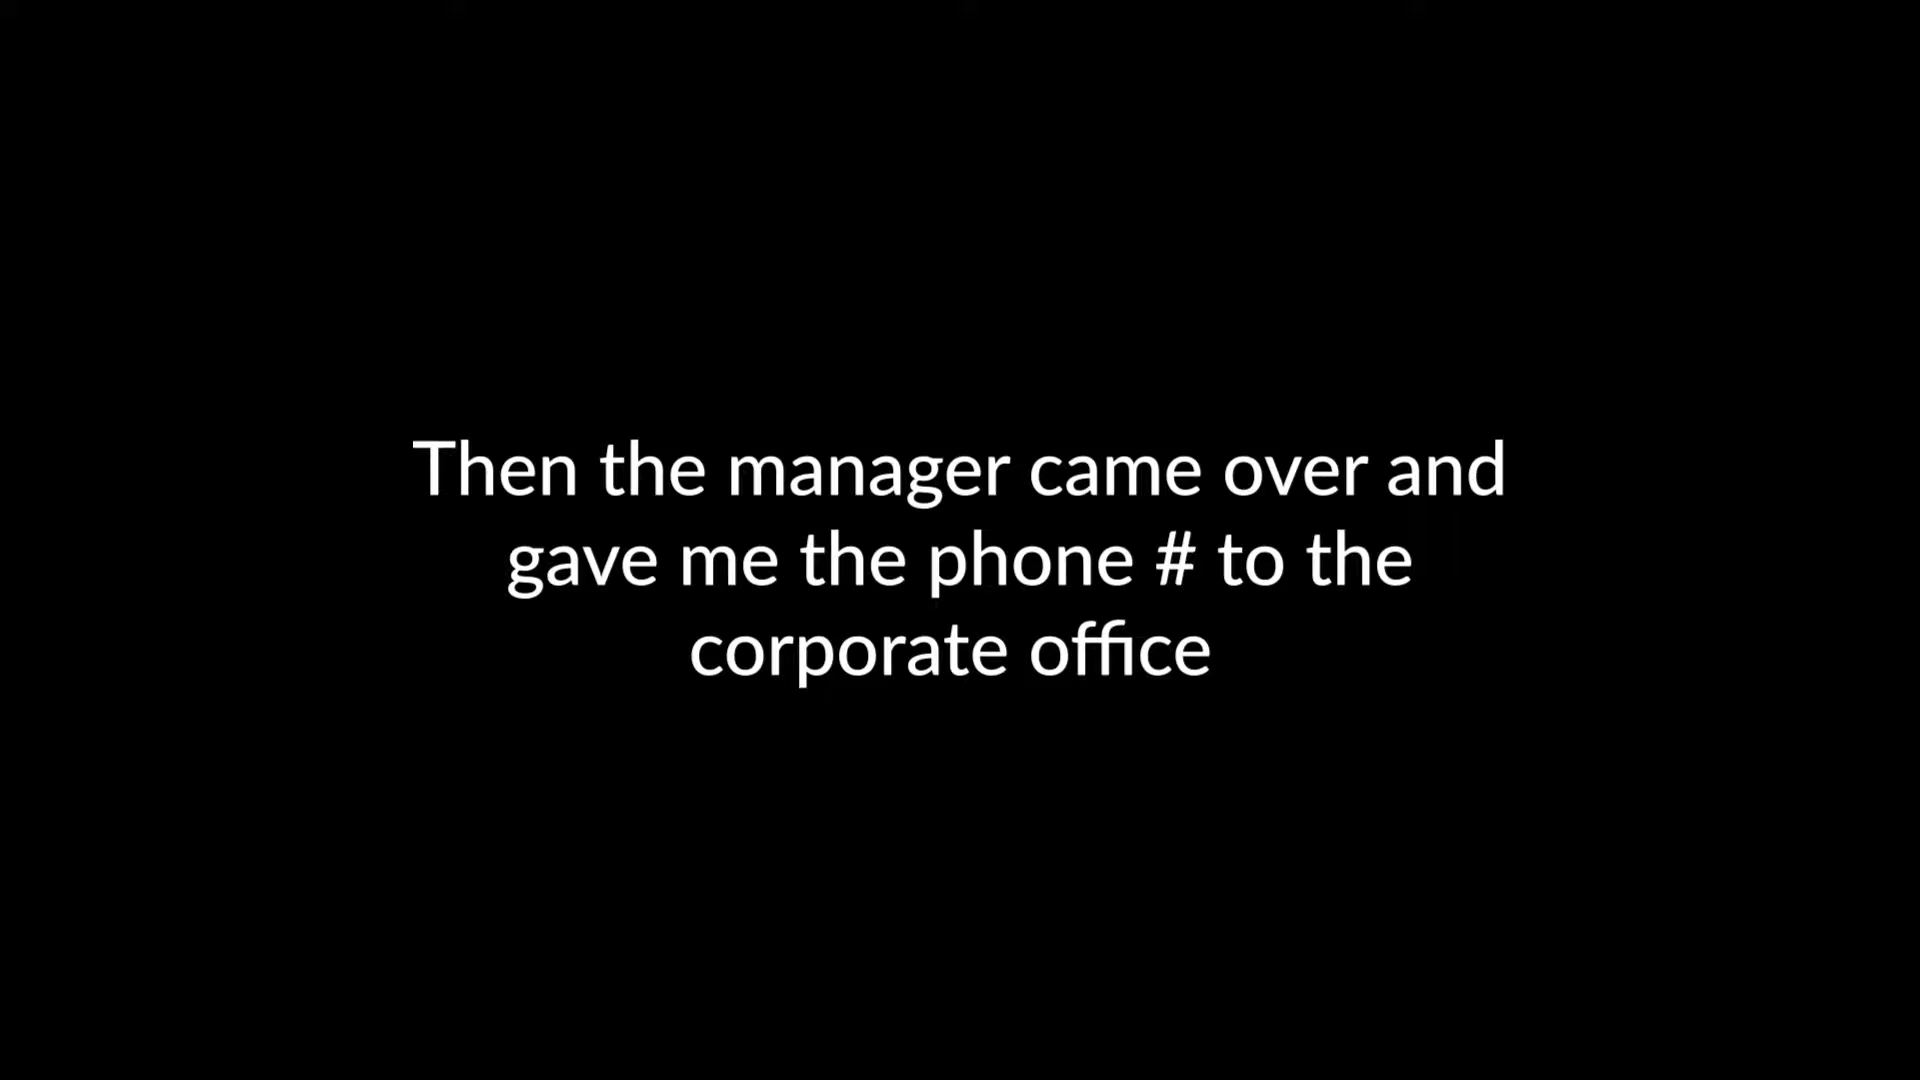 Then the manager came over and
gave me the phone # to the
corporate office